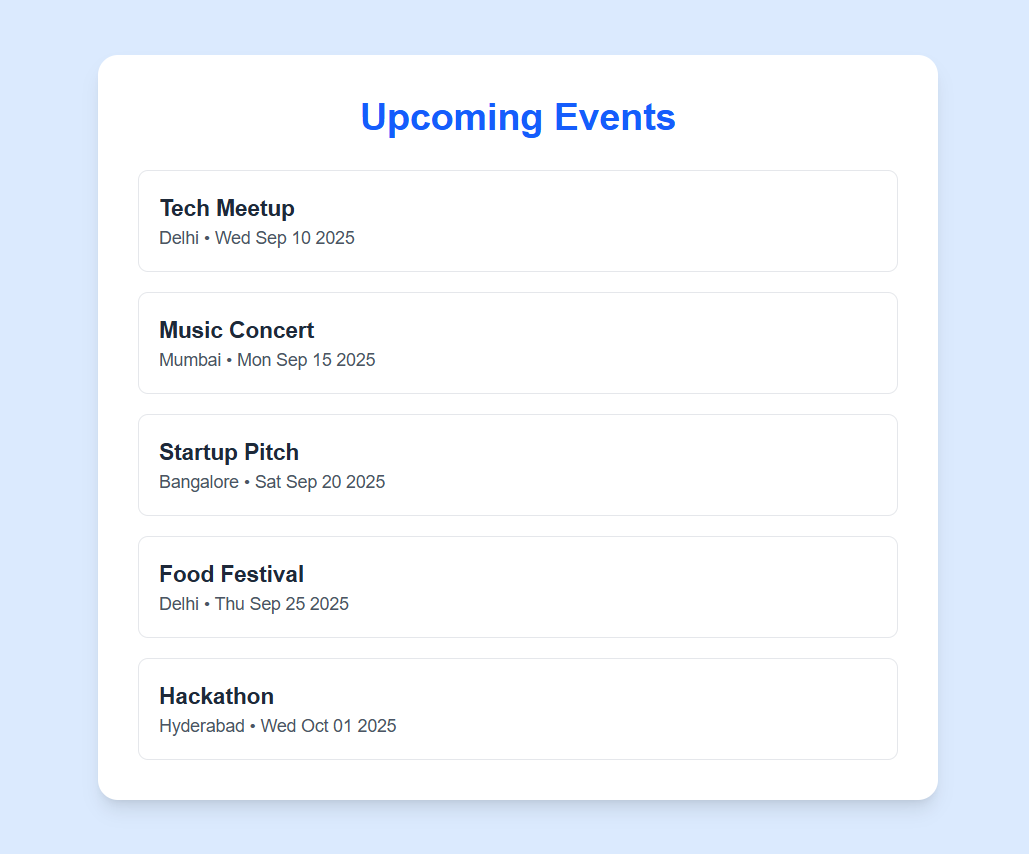 Upcoming Events
Tech Meetup
Delhi • Wed Sep 10 2025
Music Concert
Mumbai • Mon Sep 15 2025
Startup Pitch
Bangalore • Sat Sep 20 2025
Food Festival
Delhi • Thu Sep 25 2025
Hackathon
Hyderabad • Wed Oct 01 2025